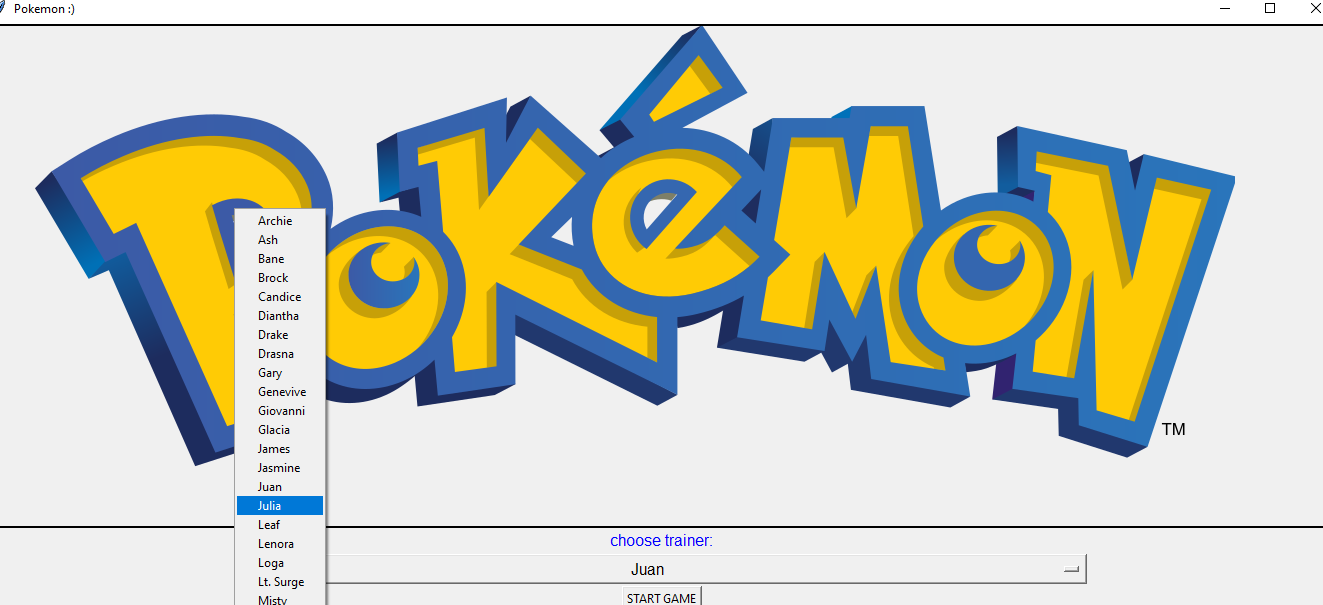 Pokemon :)
POKéMON
TM
Archie
Ash
Bane
Brock
Candice
Diantha
Drake
Drasna
Gary
Genevive
Giovanni
Glacia
James
Jasmine
Juan
Julia
Leaf
Lenora
Loga
Lt. Surge
Misty
choose trainer:
Juan
START GAME